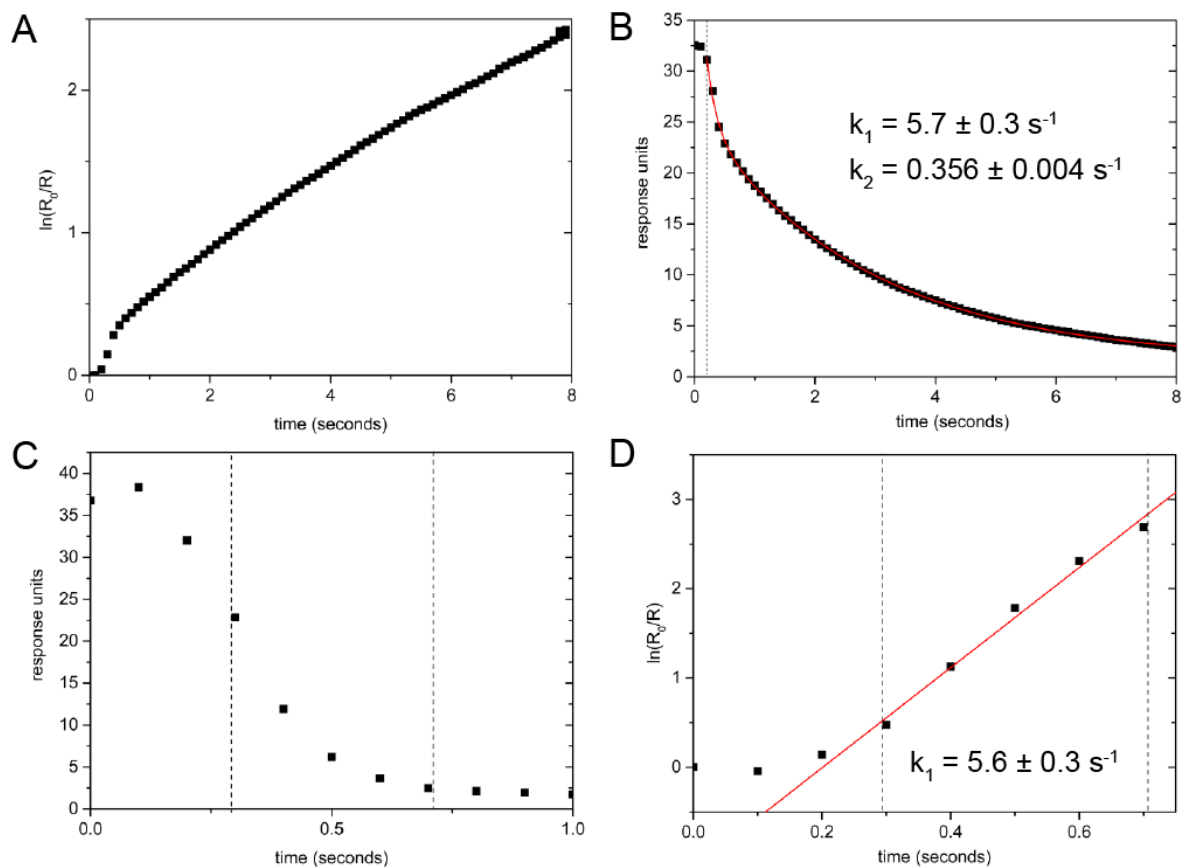 A
ln(R₀/R)
2
1
0
0
2
4
6
8
time (seconds)
B
response units
35
30
25
20
15
10
5
0
k₁ = 5.7 ± 0.3 s⁻¹
k₂ = 0.356 ± 0.004 s⁻¹
0
2
4
6
8
time (seconds)
C
response units
40
35
30
25
20
15
10
5
0
0.0
0.5
1.0
time (seconds)
D
ln(R₀/R)
3
2
1
0
k₁ = 5.6 ± 0.3 s⁻¹
0.0
0.2
0.4
0.6
time (seconds)